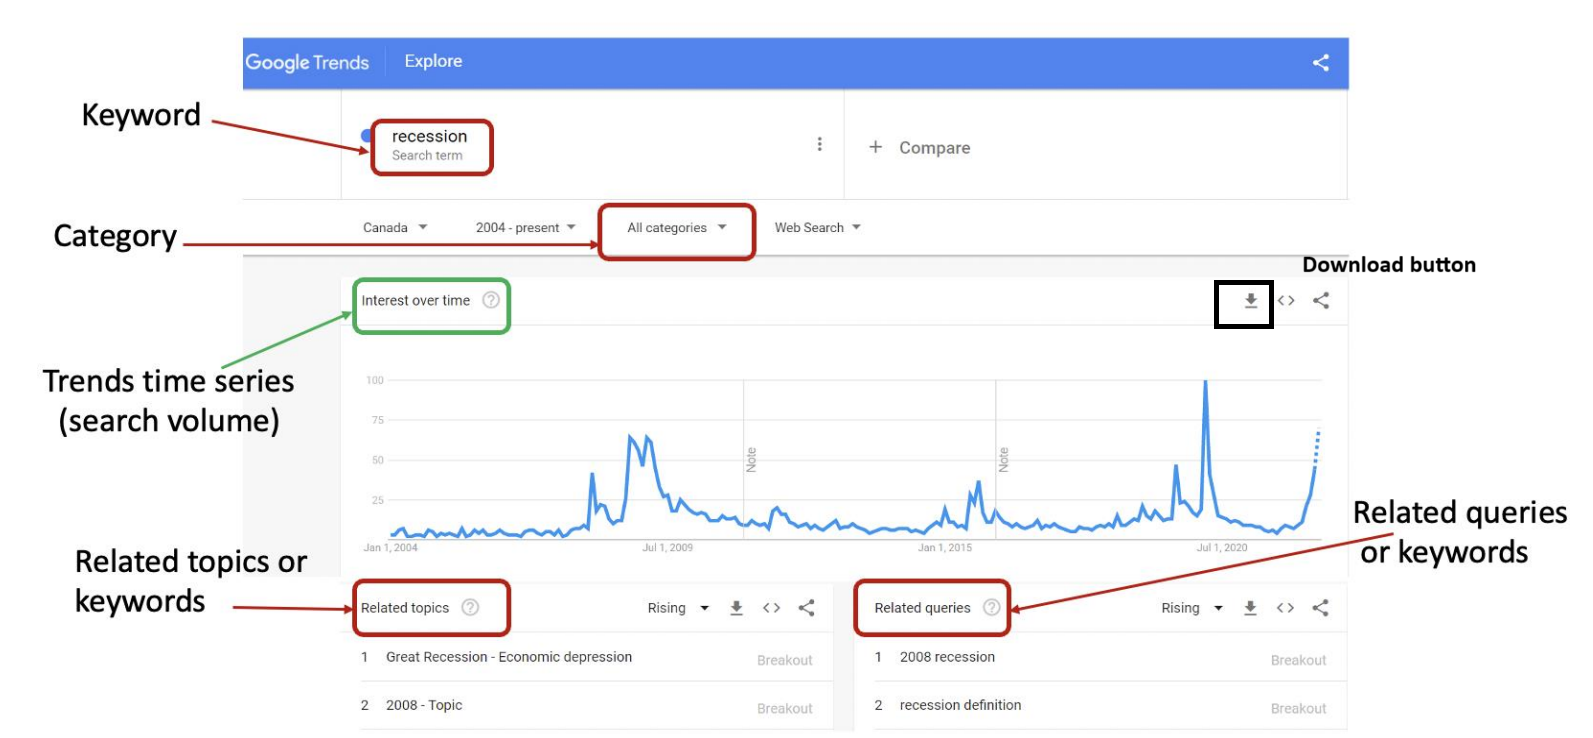 Google Trends Explore
Keyword
recession
Search term
+ Compare
Category
Canada 2004 - present All categories Web Search
Download button
Interest over time ?
Trends time series
(search volume)
100
75
50
25
Note
Note
Jan 1, 2004 Jul 1, 2009 Jan 1, 2015 Jul 1, 2020
Related queries
or keywords
Related topics or
keywords
Related topics ? Rising
1 Great Recession - Economic depression Breakout
2 2008 - Topic Breakout
Related queries ? Rising
1 2008 recession Breakout
2 recession definition Breakout